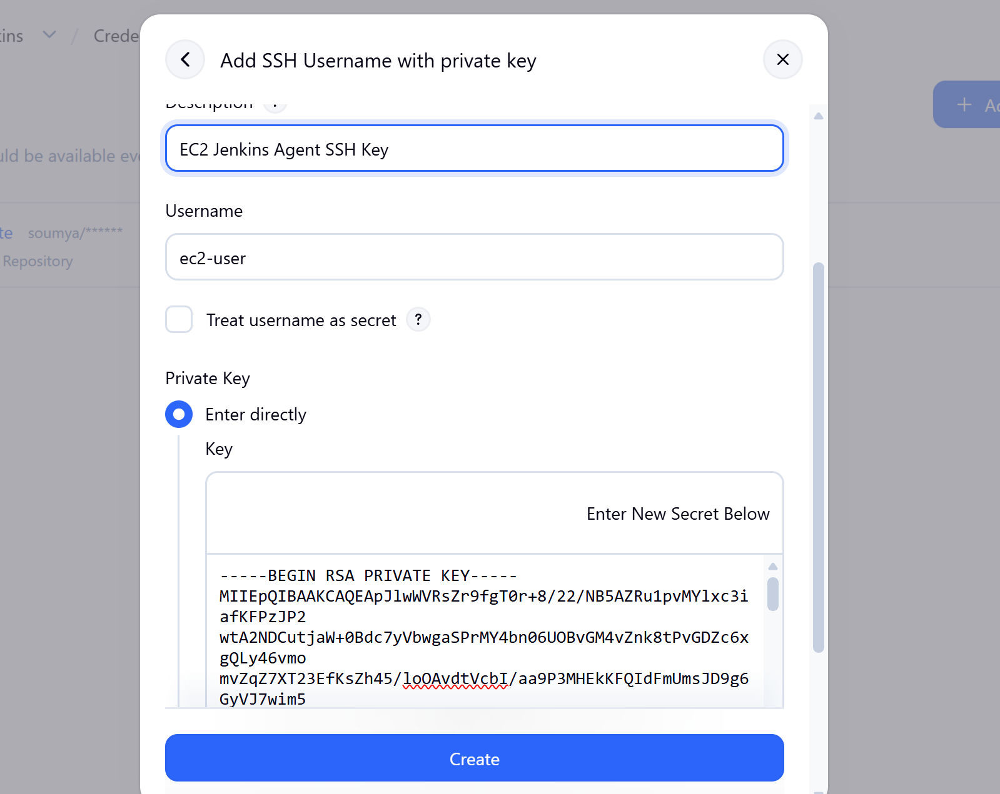 ins / Crede
Add SSH Username with private key
Description ?
EC2 Jenkins Agent SSH Key
uld be available eve
Username
te soumya/******
Repository
ec2-user
Treat username as secret ?
Private Key
Enter directly
Key
Enter New Secret Below
-----BEGIN RSA PRIVATE KEY-----
MIIEpQIBAAKCAQEApJlwWVRsZr9fgT0r+8/22/NB5AZRu1pvMYlxc3i
afKFPzJP2
wtA2NDCutjaW+0Bdc7yVbwgaSPrMY4bn06UOBvGM4vZnk8tPvGDZc6x
gQLy46vmo
mvZqZ7XT23EfKsZh45/loOAvdtVcbI/aa9P3MHEkKFQIdFmUmsJD9g6
GyVJ7wim5
Create